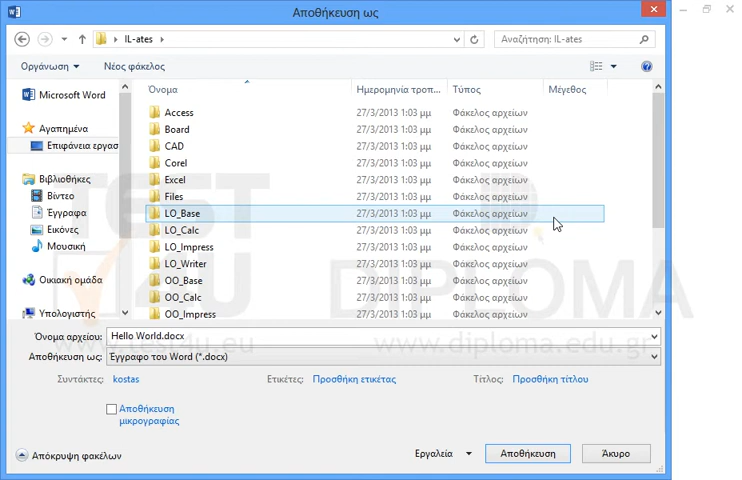 Αποθήκευση ως
IL-ates
Αναζήτηση: IL-ates
Οργάνωση
Νέος φάκελος
Microsoft Word
Αγαπημένα
Επιφάνεια εργασ
Βιβλιοθήκες
Βίντεο
Έγγραφα
Εικόνες
Μουσική
Οικιακή ομάδα
Υπολογιστής
Όνομα Ημερομηνία τροπ... Τύπος Μέγεθος
Access 27/3/2013 1:03 μμ Φάκελος αρχείων
Board 27/3/2013 1:03 μμ Φάκελος αρχείων
CAD 27/3/2013 1:03 μμ Φάκελος αρχείων
Corel 27/3/2013 1:03 μμ Φάκελος αρχείων
Excel 27/3/2013 1:03 μμ Φάκελος αρχείων
Files 27/3/2013 1:03 μμ Φάκελος αρχείων
LO_Base 27/3/2013 1:03 μμ Φάκελος αρχείων
LO_Calc 27/3/2013 1:03 μμ Φάκελος αρχείων
LO_Impress 27/3/2013 1:03 μμ Φάκελος αρχείων
LO_Writer 27/3/2013 1:03 μμ Φάκελος αρχείων
OO_Base 27/3/2013 1:03 μμ Φάκελος αρχείων
OO_Calc 27/3/2013 1:03 μμ Φάκελος αρχείων
OO_Impress 27/3/2013 1:03 μμ Φάκελος αρχείων
TEST
4U
DIPLOMA
www.test4u.eu
www.diploma.edu.gr
Όνομα αρχείου: Hello World.docx
Αποθήκευση ως: Έγγραφο του Word (*.docx)
Συντάκτες: kostas Ετικέτες: Προσθήκη ετικέτας Τίτλος: Προσθήκη τίτλου
Αποθήκευση
μικρογραφίας
Απόκρυψη φακέλων
Εργαλεία
Αποθήκευση
Άκυρο